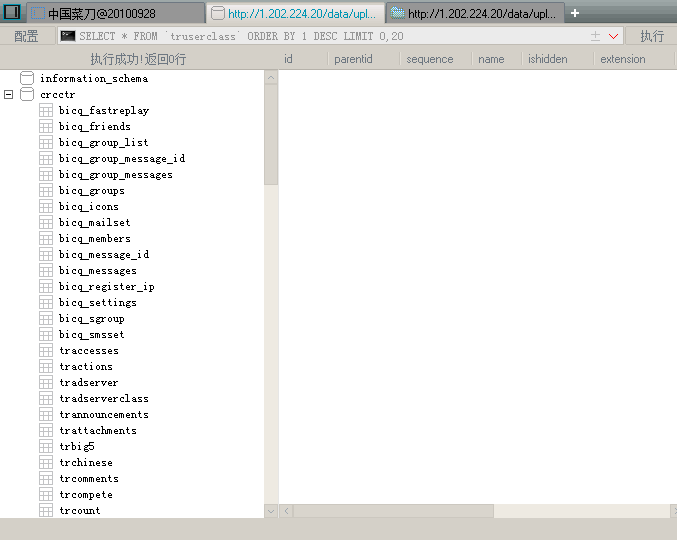 中国菜刀@20100928 http://1.202.224.20/data/upl... http://1.202.224.20/data/upl... +
配置 SELECT * FROM `truserclass` ORDER BY 1 DESC LIMIT 0,20 执行
执行成功!返回0行 id parentid sequence name ishidden extension
information_schema
crcctr
bicq_fastreplay
bicq_friends
bicq_group_list
bicq_group_message_id
bicq_group_messages
bicq_groups
bicq_icons
bicq_mailset
bicq_members
bicq_message_id
bicq_messages
bicq_register_ip
bicq_settings
bicq_sgroup
bicq_smsset
traccesses
tractions
tradserver
tradserverclass
trannouncements
trattachments
trbig5
trchinese
trcomments
trcompete
trcount